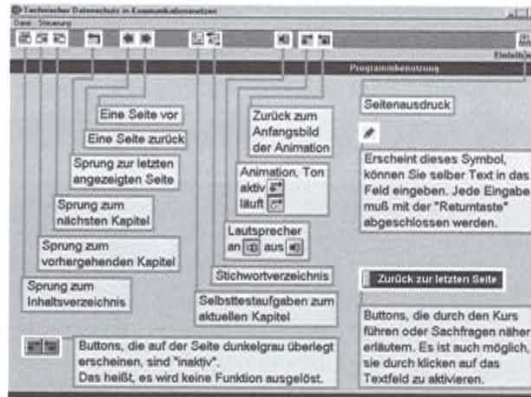 Technischer Datenschutz in Kommunikationsnetzen
Datei Steuerung
Programmbenutzung
Eine Seite vor
Eine Seite zurück
Sprung zur letzten
angezeigten Seite
Sprung zum
nächsten Kapitel
Sprung zum
vorhergehenden Kapitel
Sprung zum
Inhaltsverzeichnis
Zurück zum
Anfangsbild
der Animation
Animation, Ton
aktiv
läuft
Lautsprecher
an aus
Stichwortverzeichnis
Selbsttestaufgaben zum
aktuellen Kapitel
Seitenausdruck
Erscheint dieses Symbol,
können Sie selber Text in das
Feld eingeben. Jede Eingabe
muß mit der "Returntaste"
abgeschlossen werden.
Zurück zur letzten Seite
Buttons, die durch den Kurs
führen oder Sachfragen näher
erläutern. Es ist auch möglich,
sie durch klicken auf das
Textfeld zu aktivieren.
Buttons, die auf der Seite dunkelgrau überlegt
erscheinen, sind "inaktiv".
Das heißt, es wird keine Funktion ausgelöst.